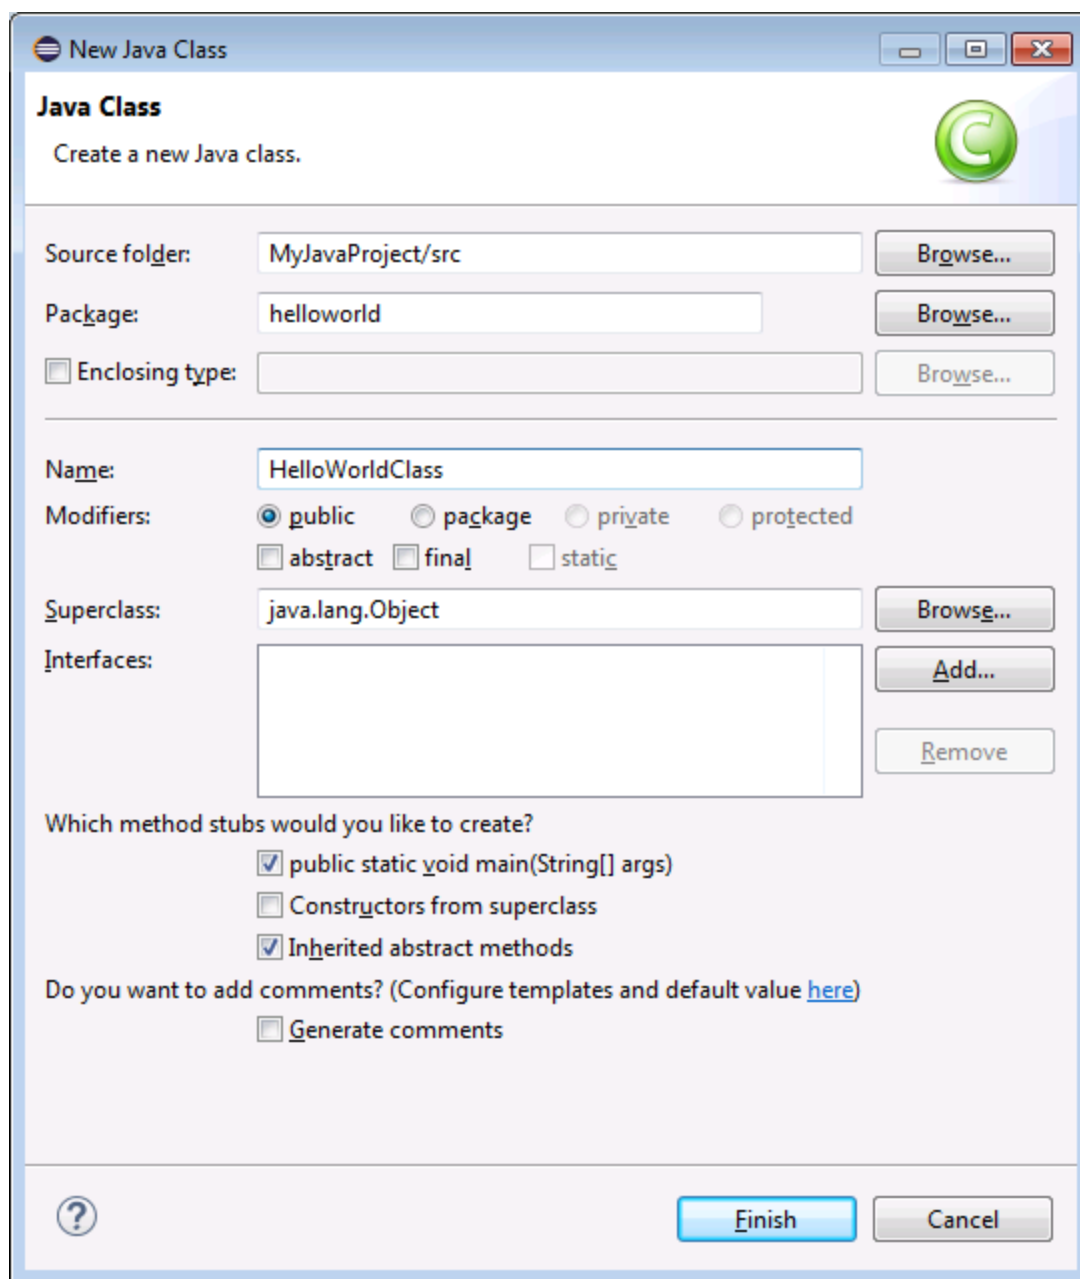 New Java Class
Java Class
Create a new Java class.
Source folder: MyJavaProject/src Browse...
Package: helloworld Browse...
Enclosing type: Browse...
Name: HelloWorldClass
Modifiers: public package private protected
abstract final static
Superclass: java.lang.Object Browse...
Interfaces: Add...
Remove
Which method stubs would you like to create?
public static void main(String[] args)
Constructors from superclass
Inherited abstract methods
Do you want to add comments? (Configure templates and default value here)
Generate comments
? Finish Cancel